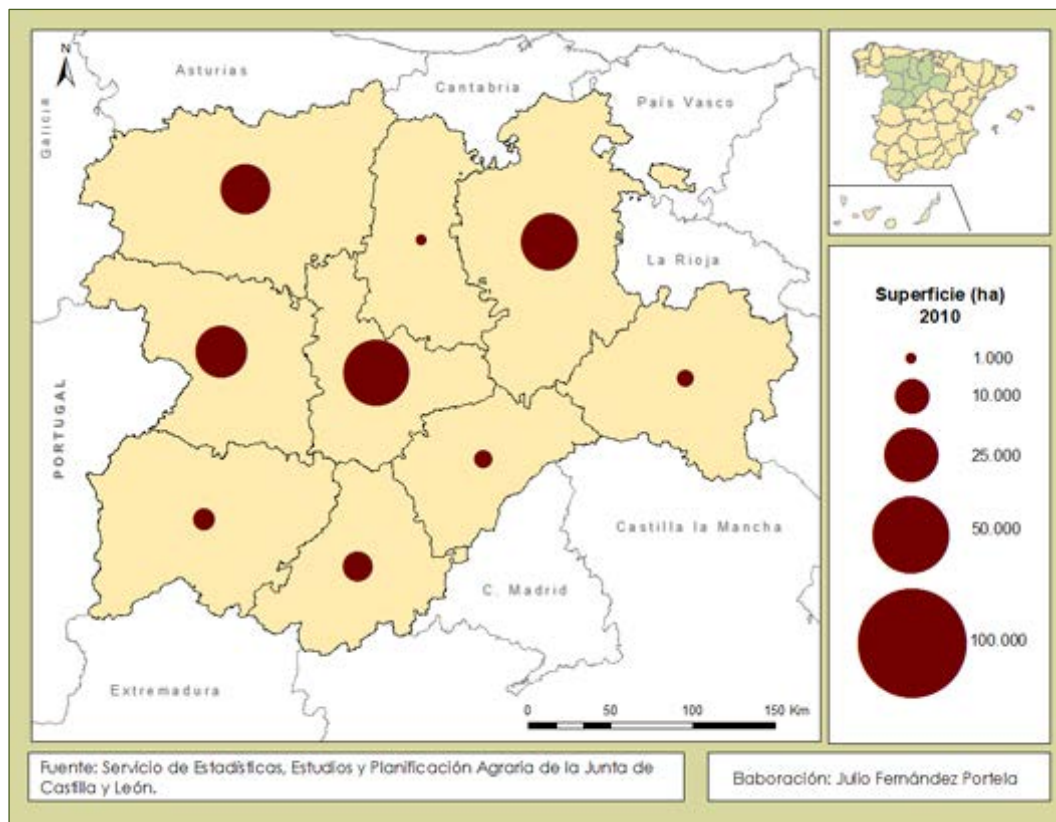 N
Asturias
Cantabria
País Vasco
Galicia
La Rioja
PORTUGAL
Castilla la Mancha
C. Madrid
Extremadura
0 50 100 150 Km
Superficie (ha)
2010
1.000
10.000
25.000
50.000
100.000
Fuente: Servicio de Estadísticas, Estudios y Planificación Agraria de la Junta de
Castilla y León.
Elaboración: Julio Fernández Portela